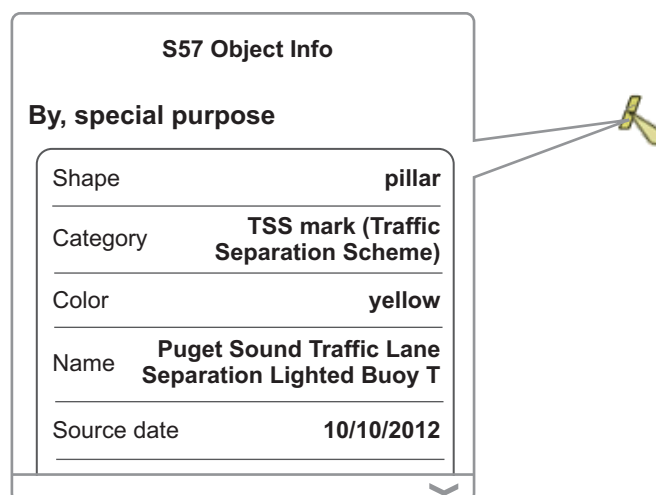 S57 Object Info
By, special purpose
Shape pillar
Category TSS mark (Traffic
Separation Scheme)
Color yellow
Name Puget Sound Traffic Lane
Separation Lighted Buoy T
Source date 10/10/2012